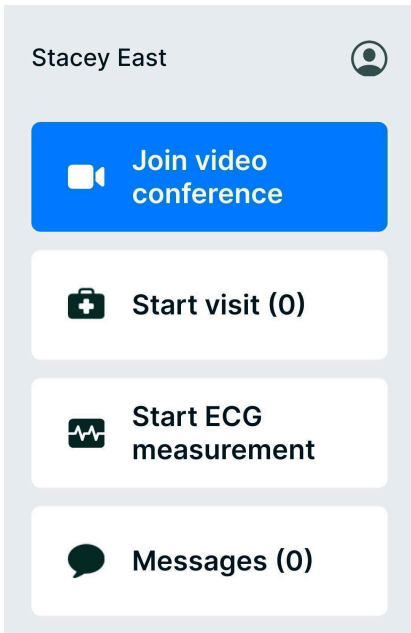 Stacey East
Join video
conference
Start visit (0)
Start ECG
measurement
Messages (0)